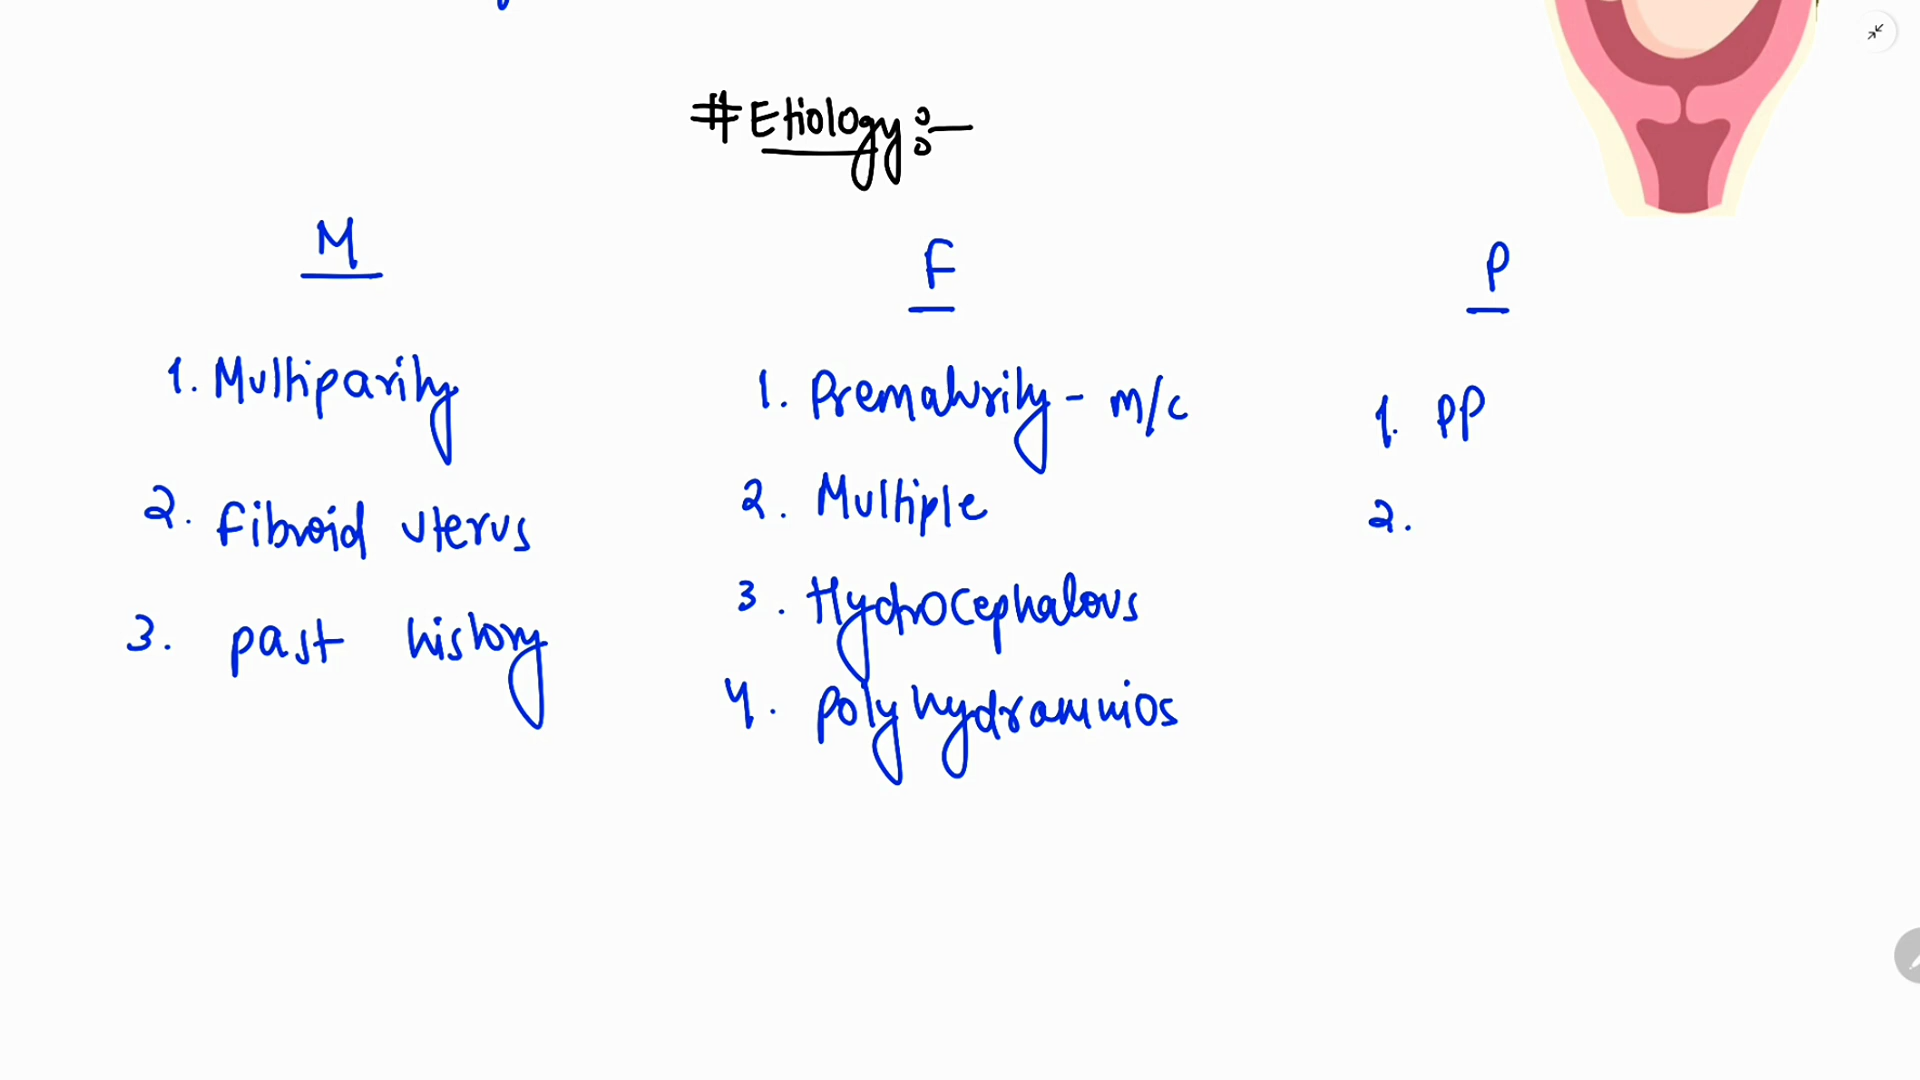 #Etiology:-
M
F
P
1. Multiparity
2. Fibroid uterus
3. past history
1. Prematurity - m/c
2. Multiple
3. Hydrocephalous
4. polyhydramnios
1. PP
2.